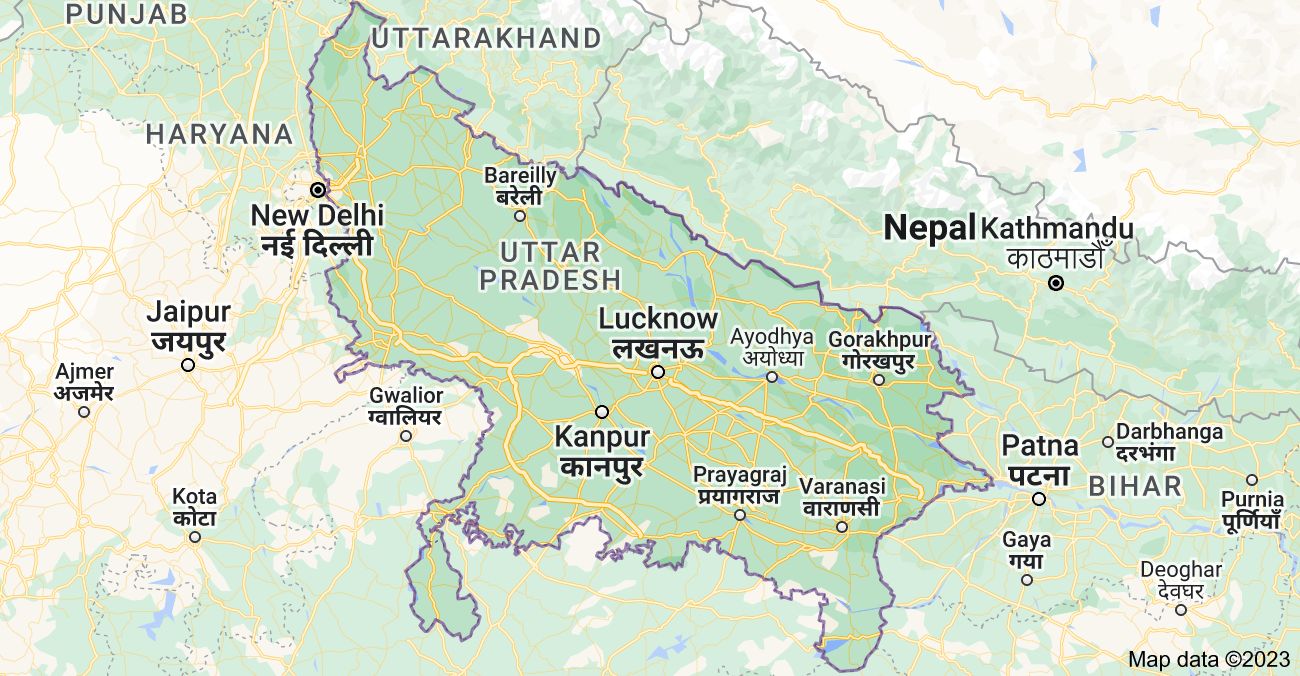 PUNJAB
UTTARAKHAND
HARYANA
Bareilly
बरेली
New Delhi
नई दिल्ली
Nepal
Kathmandu
काठमाडौँ
UTTAR
PRADESH
Jaipur
जयपुर
Lucknow
लखनऊ
Ayodhya
अयोध्या
Gorakhpur
गोरखपुर
Ajmer
अजमेर
Gwalior
ग्वालियर
Kanpur
कानपुर
Patna
पटना
Darbhanga
दरभंगा
BIHAR
Prayagraj
प्रयागराज
Varanasi
वाराणसी
Kota
कोटा
Purnia
पूर्णियाँ
Gaya
गया
Deoghar
देवघर
Map data ©2023